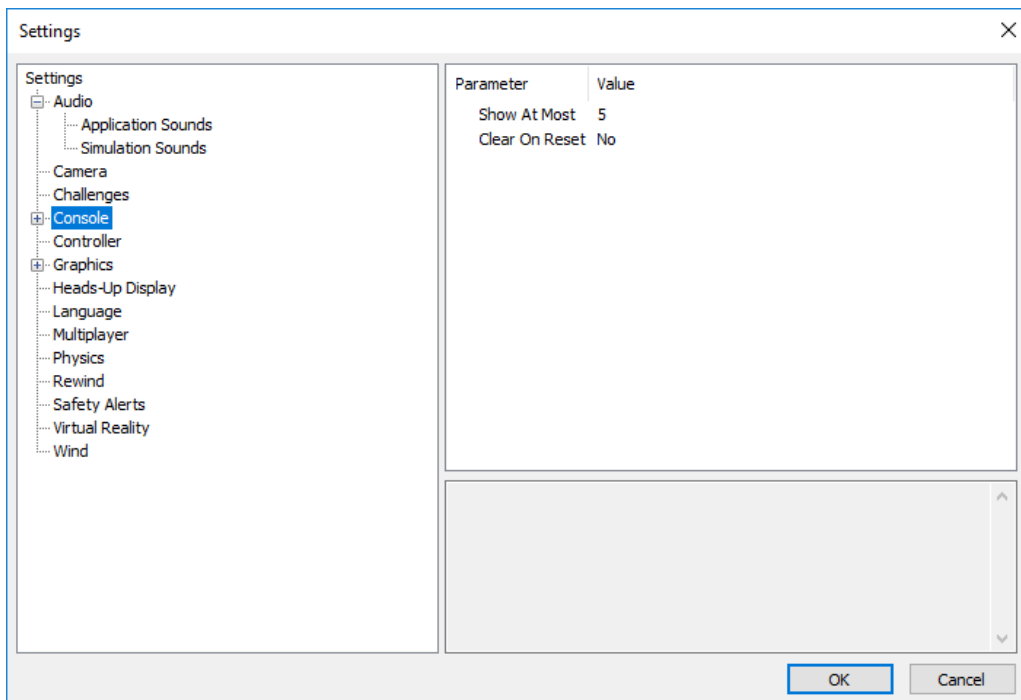 Settings
Settings
Audio
Application Sounds
Simulation Sounds
Camera
Challenges
Console
Controller
Graphics
Heads-Up Display
Language
Multiplayer
Physics
Rewind
Safety Alerts
Virtual Reality
Wind
Parameter Value
Show At Most 5
Clear On Reset No
OK Cancel